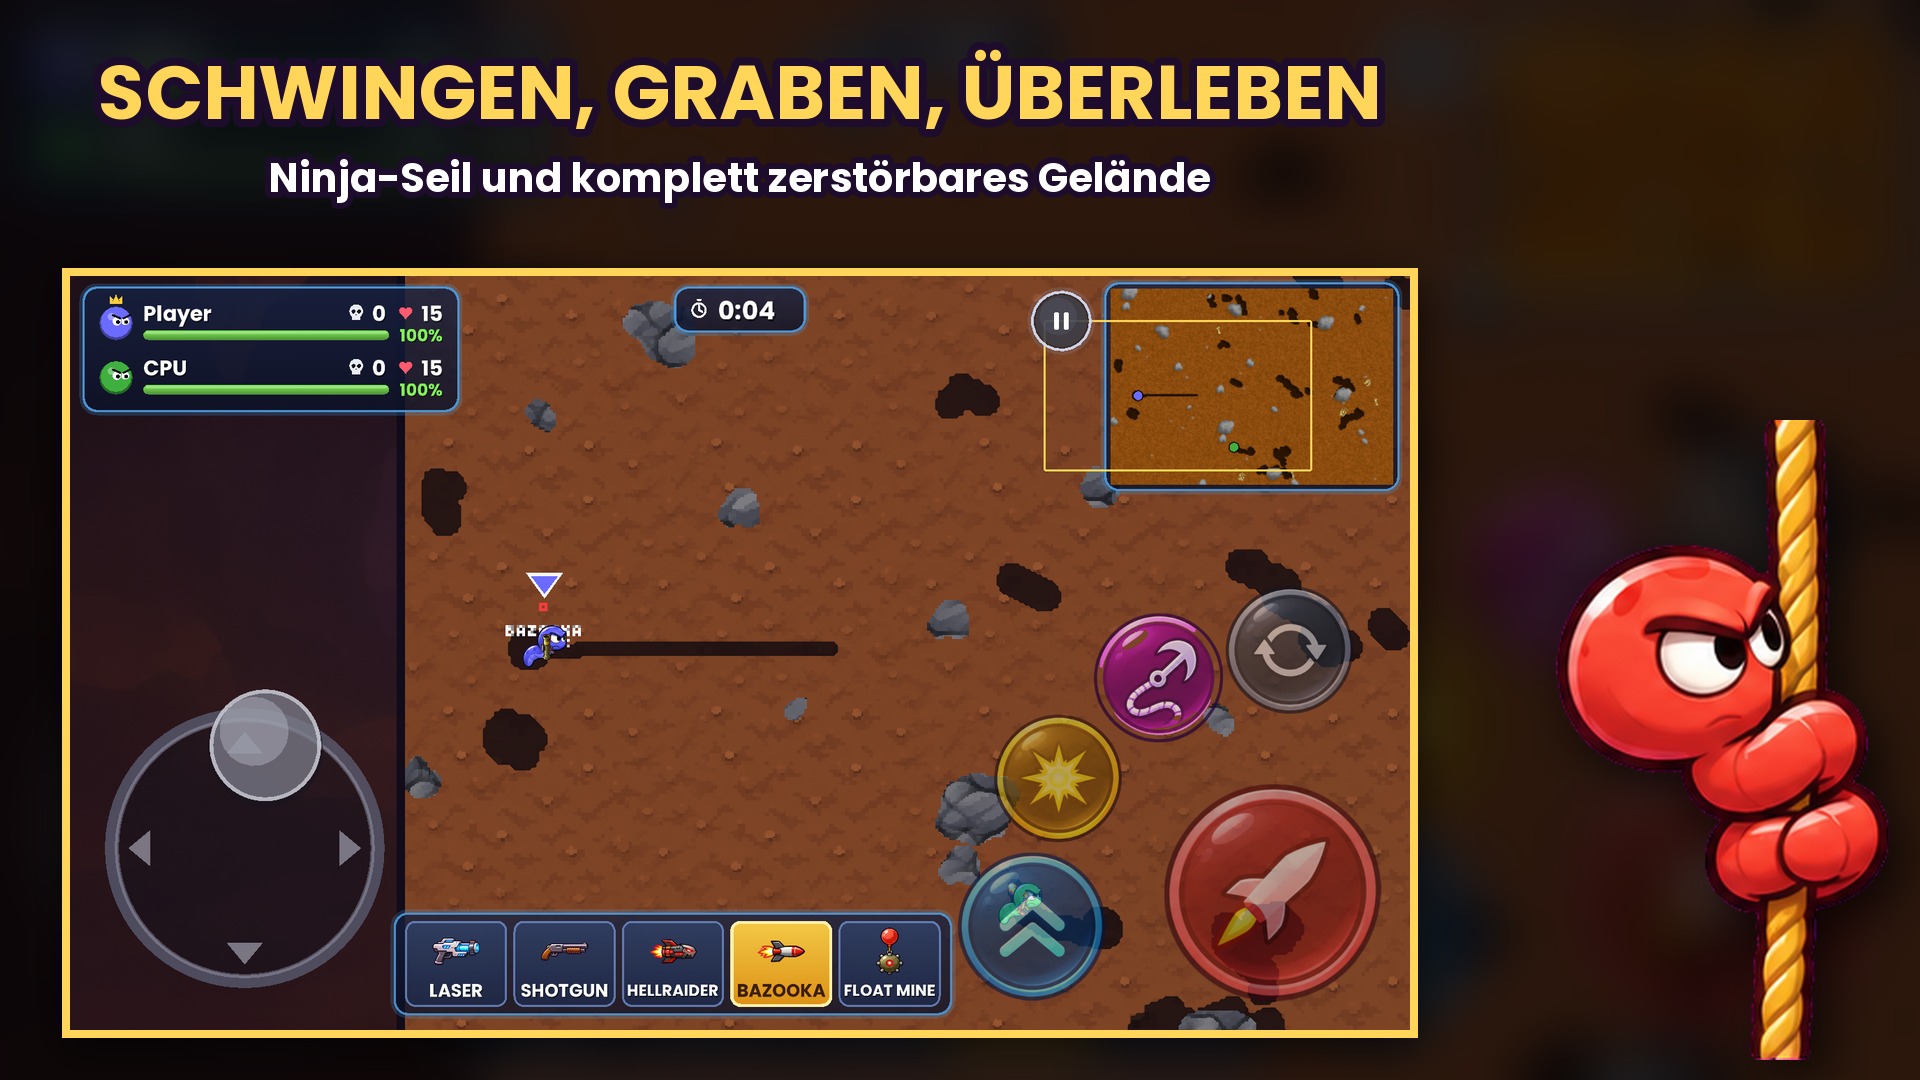 SCHWINGEN, GRABEN, ÜBERLEBEN
Ninja-Seil und komplett zerstörbares Gelände
Player 0 15
100%
CPU 0 15
100%
0:04
LASER
SHOTGUN
HELLRAIDER
BAZOOKA
FLOAT MINE